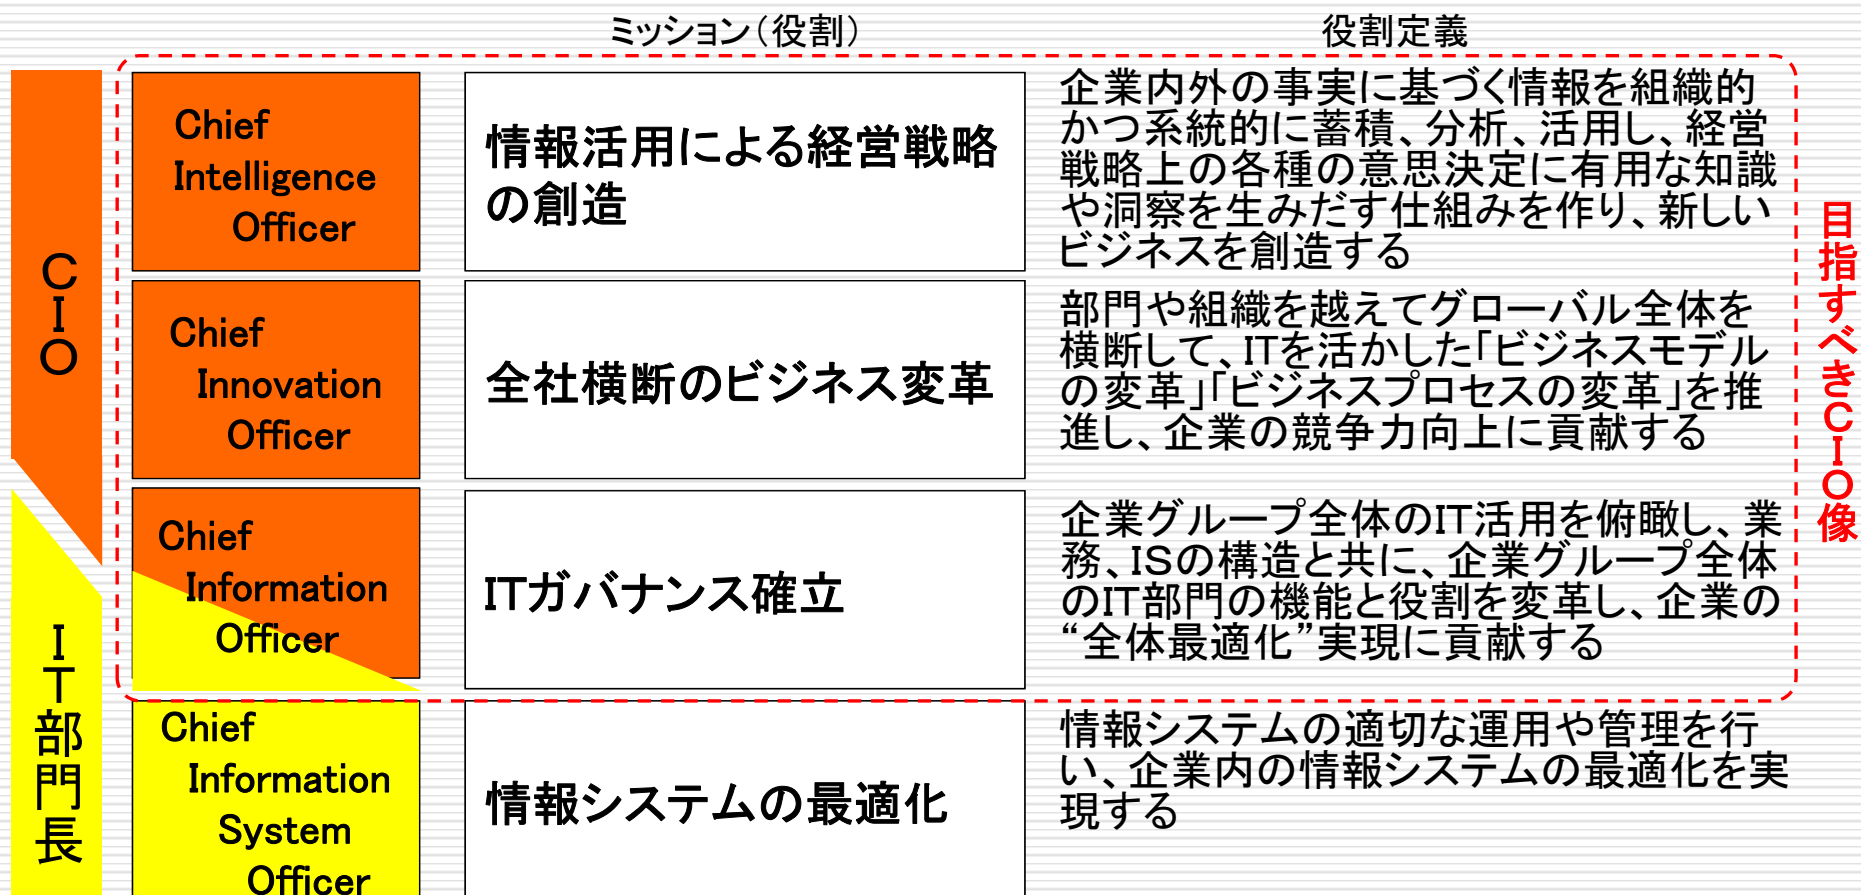 ミッション（役割）
役割定義
CIO
Chief
Intelligence
Officer
情報活用による経営戦略
の創造
企業内外の事実に基づく情報を組織的
かつ系統的に蓄積、分析、活用し、経営
戦略上の各種の意思決定に有用な知識
や洞察を生みだす仕組みを作り、新しい
ビジネスを創造する
Chief
Innovation
Officer
全社横断のビジネス変革
部門や組織を越えてグローバル全体を
横断して、ITを活かした「ビジネスモデル
の変革」「ビジネスプロセスの変革」を推
進し、企業の競争力向上に貢献する
Chief
Information
Officer
ITガバナンス確立
企業グループ全体のIT活用を俯瞰し、業
務、ISの構造と共に、企業グループ全体
のIT部門の機能と役割を変革し、企業の
“全体最適化”実現に貢献する
目指すべきCIO像
IT部門長
Chief
Information
System
Officer
情報システムの最適化
情報システムの適切な運用や管理を行
い、企業内の情報システムの最適化を実
現する